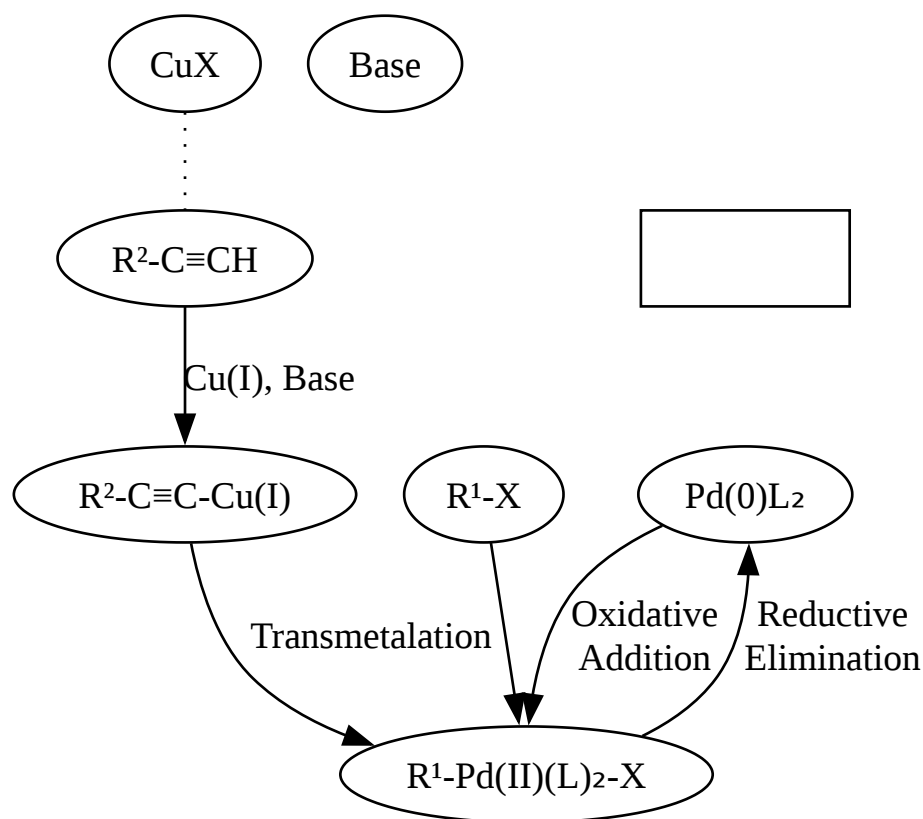 CuX
Base
R²-C≡CH
Cu(I), Base
R²-C≡C-Cu(I)
R¹-X
Pd(0)L₂
Transmetalation
Oxidative
Addition
Reductive
Elimination
R¹-Pd(II)(L)₂-X